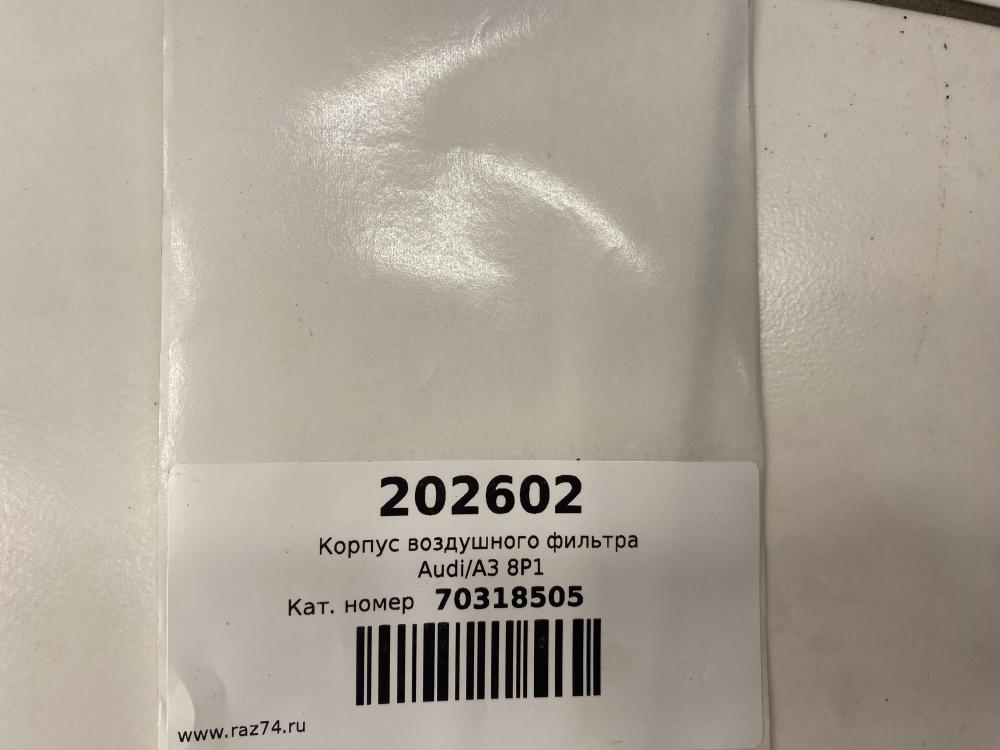 202602
Корпус воздушного фильтра
Audi/A3 8P1
Кат. номер 70318505
www.raz74.ru